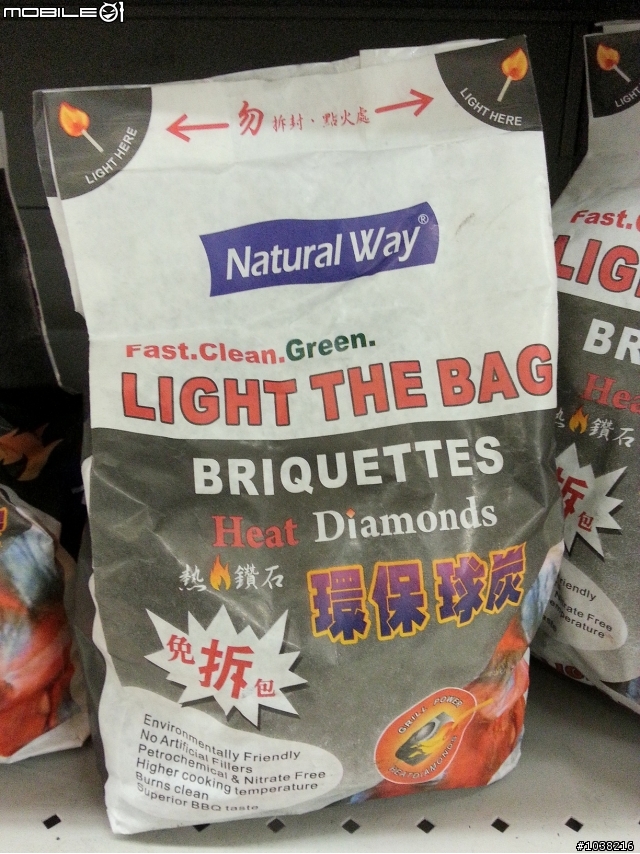 MOBILE01
LIGHT HERE
勿拆封、點火處
LIGHT HERE
Natural Way®
Fast.Clean.Green.
LIGHT THE BAG
BRIQUETTES
Heat Diamonds
熱鑽石
環保球炭
免拆包
Environmentally Friendly
No Artificial Fillers
Petrochemical & Nitrate Free
Higher cooking temperature
Burns clean
Superior BBQ taste
GRILL POWER
HEATDIAMONDS
Fast.
LIG
BR
Hea
熱鑽石
拆包
iendly
itrate Free
emperature
#1038216